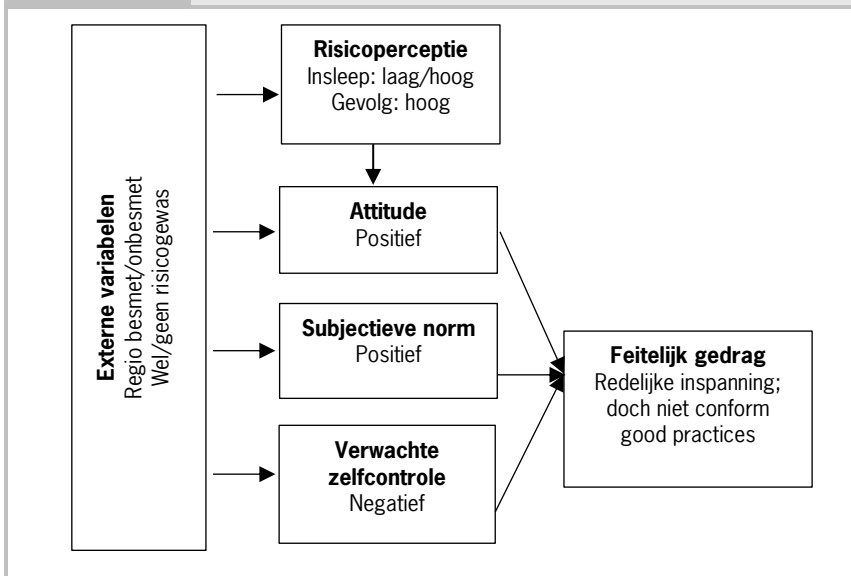 Externe variabelen
Regio besmet/onbesmet
Wel/geen risicogewas
Risicoperceptie
Insleep: laag/hoog
Gevolg: hoog
Attitude
Positief
Subjectieve norm
Positief
Verwachte
zelfcontrole
Negatief
Feitelijk gedrag
Redelijke inspanning;
doch niet conform
good practices